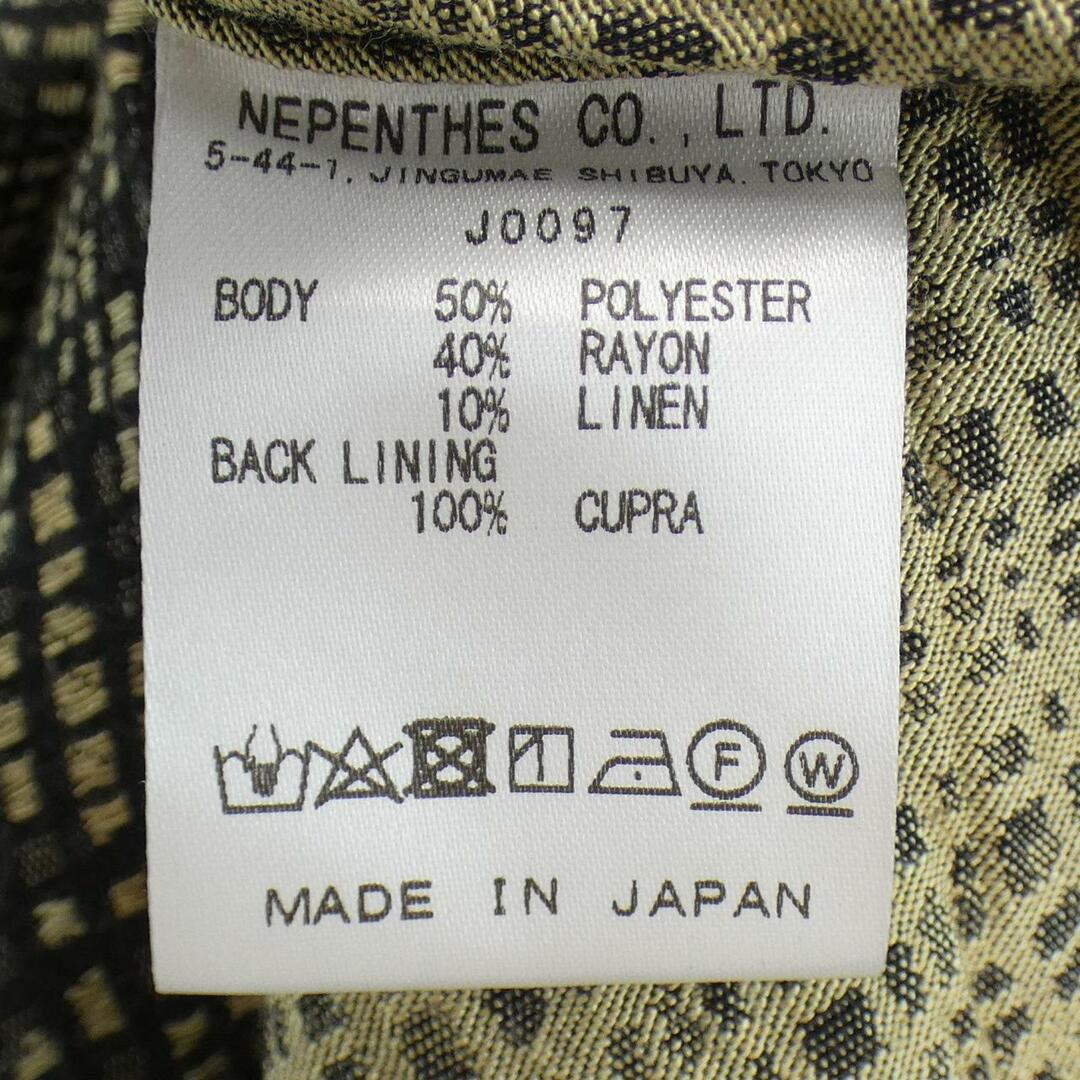 NEPENTHES CO., LTD.
5-44-1, JINGUMAE SHIBUYA. TOKYO
J0097
BODY 50% POLYESTER
40% RAYON
10% LINEN
BACK LINING
100% CUPRA
F W
MADE IN JAPAN